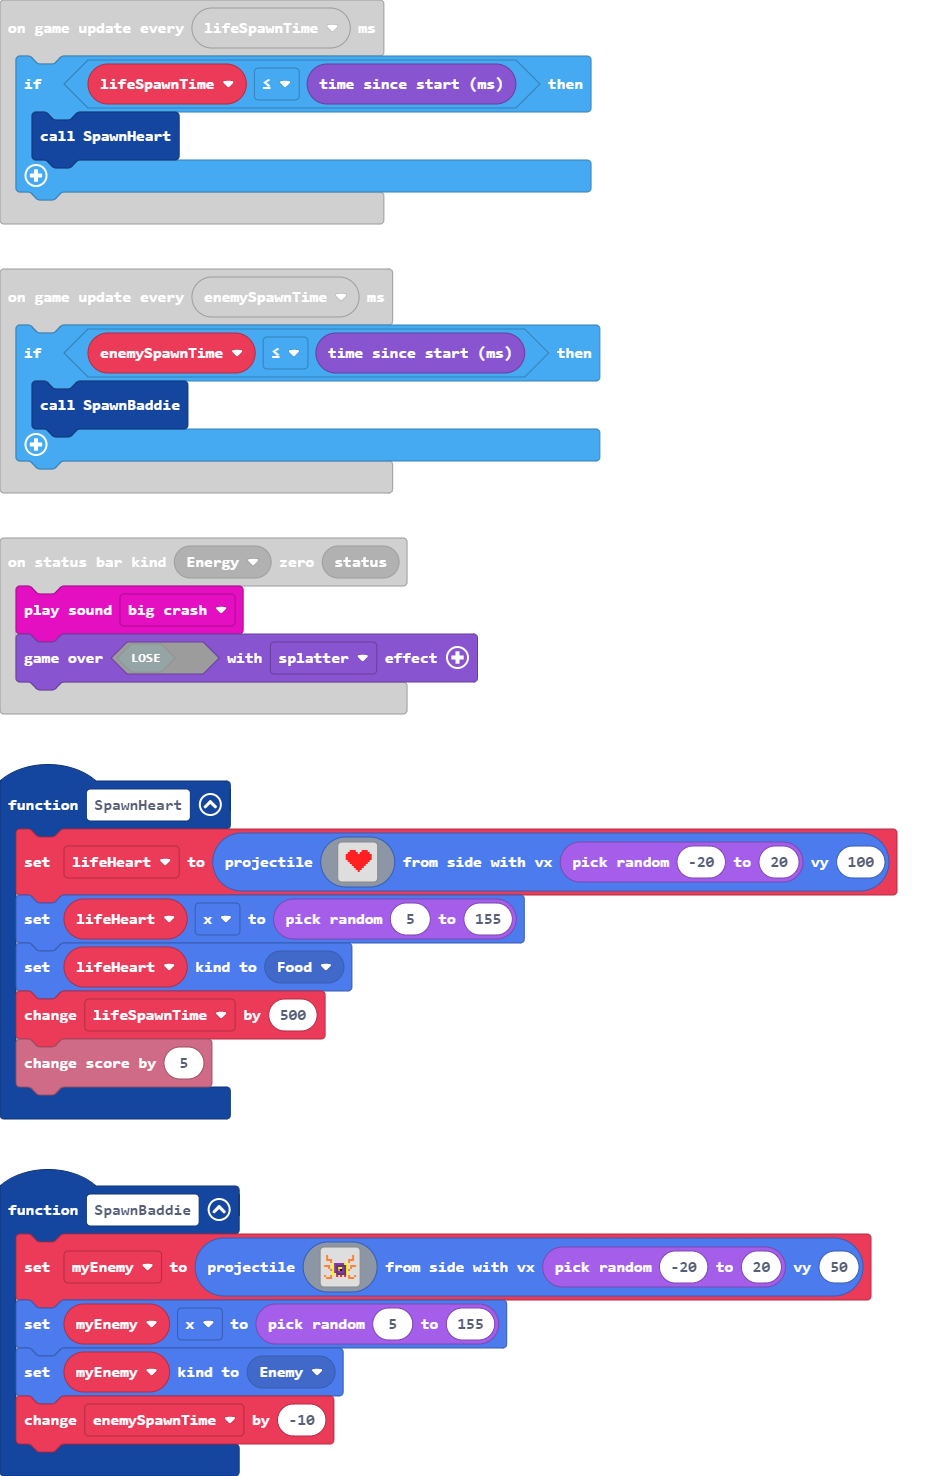 on game update every lifeSpawnTime ms
if lifeSpawnTime ≤ time since start (ms) then
call SpawnHeart
on game update every enemySpawnTime ms
if enemySpawnTime ≤ time since start (ms) then
call SpawnBaddie
on status bar kind Energy zero status
play sound big crash
game over LOSE with splatter effect
function SpawnHeart
set lifeHeart to projectile from side with vx pick random -20 to 20 vy 100
set lifeHeart x to pick random 5 to 155
set lifeHeart kind to Food
change lifeSpawnTime by 500
change score by 5
function SpawnBaddie
set myEnemy to projectile from side with vx pick random -20 to 20 vy 50
set myEnemy x to pick random 5 to 155
set myEnemy kind to Enemy
change enemySpawnTime by -10